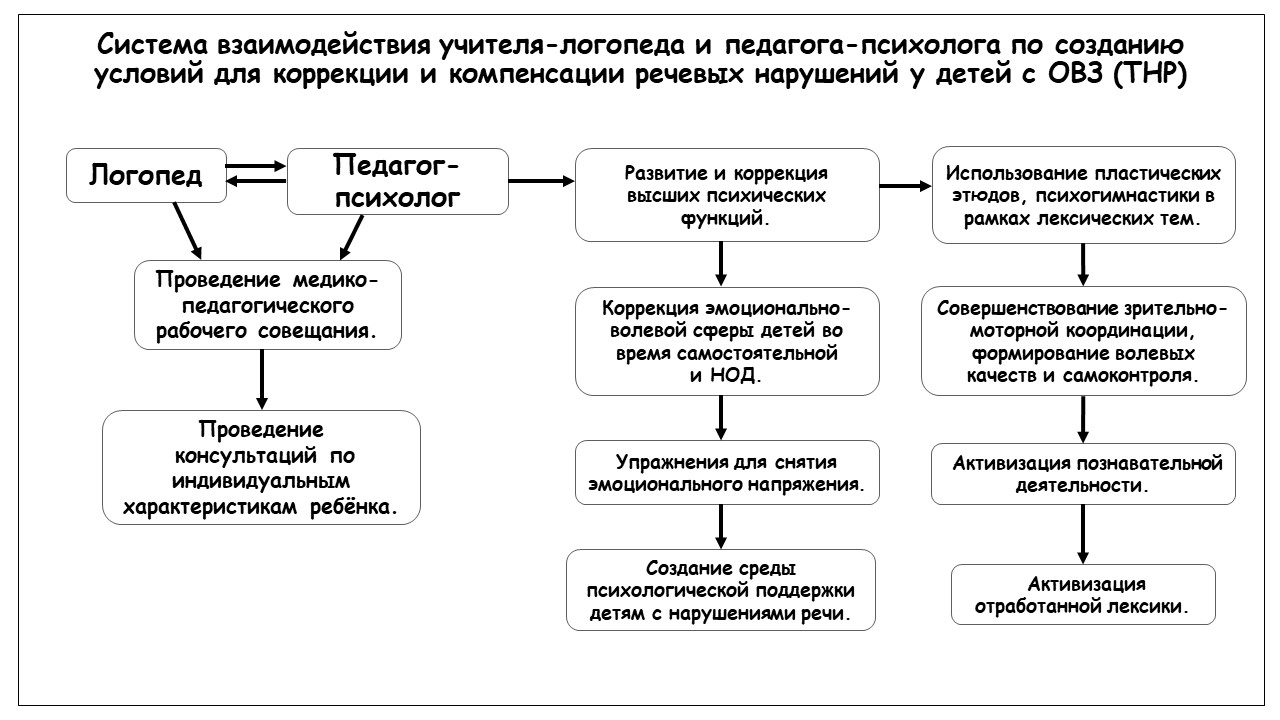 Система взаимодействия учителя-логопеда и педагога-психолога по созданию
условий для коррекции и компенсации речевых нарушений у детей с ОВЗ (ТНР)
Логопед
Педагог-
психолог
Проведение медико-
педагогического
рабочего совещания.
Проведение
консультаций по
индивидуальным
характеристикам ребёнка.
Развитие и коррекция
высших психических
функций.
Коррекция эмоционально-
волевой сферы детей во
время самостоятельной
и НОД.
Упражнения для снятия
эмоционального напряжения.
Создание среды
психологической поддержки
детям с нарушениями речи.
Использование пластических
этюдов, психогимнастики в
рамках лексических тем.
Совершенствование зрительно-
моторной координации,
формирование волевых
качеств и самоконтроля.
Активизация познавательной
деятельности.
Активизация
отработанной лексики.